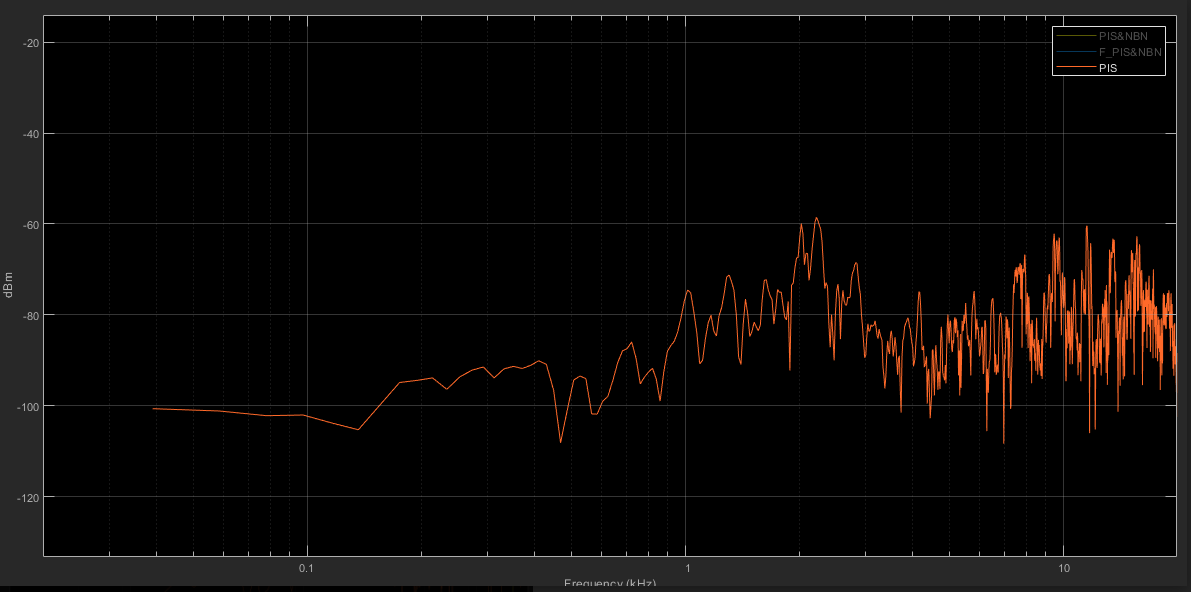 PIS&NBN
F_PIS&NBN
PIS
-20
-40
-60
-80
-100
-120
dBm
0.1
1
10
Frequency (kHz)